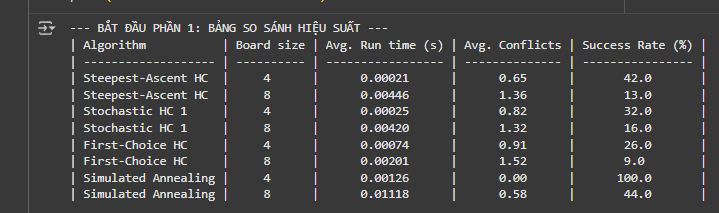 --- BẮT ĐẦU PHẦN 1: BẢNG SO SÁNH HIỆU SUẤT ---
| Algorithm           | Board size | Avg. Run time (s) | Avg. Conflicts | Success Rate (%) |
| ------------------- | ---------- | ----------------- | -------------- | ---------------- |
| Steepest-Ascent HC  | 4          | 0.00021           | 0.65           | 42.0             |
| Steepest-Ascent HC  | 8          | 0.00446           | 1.36           | 13.0             |
| Stochastic HC 1     | 4          | 0.00025           | 0.82           | 32.0             |
| Stochastic HC 1     | 8          | 0.00420           | 1.32           | 16.0             |
| First-Choice HC     | 4          | 0.00074           | 0.91           | 26.0             |
| First-Choice HC     | 8          | 0.00201           | 1.52           | 9.0              |
| Simulated Annealing | 4          | 0.00126           | 0.00           | 100.0            |
| Simulated Annealing | 8          | 0.01118           | 0.58           | 44.0             |